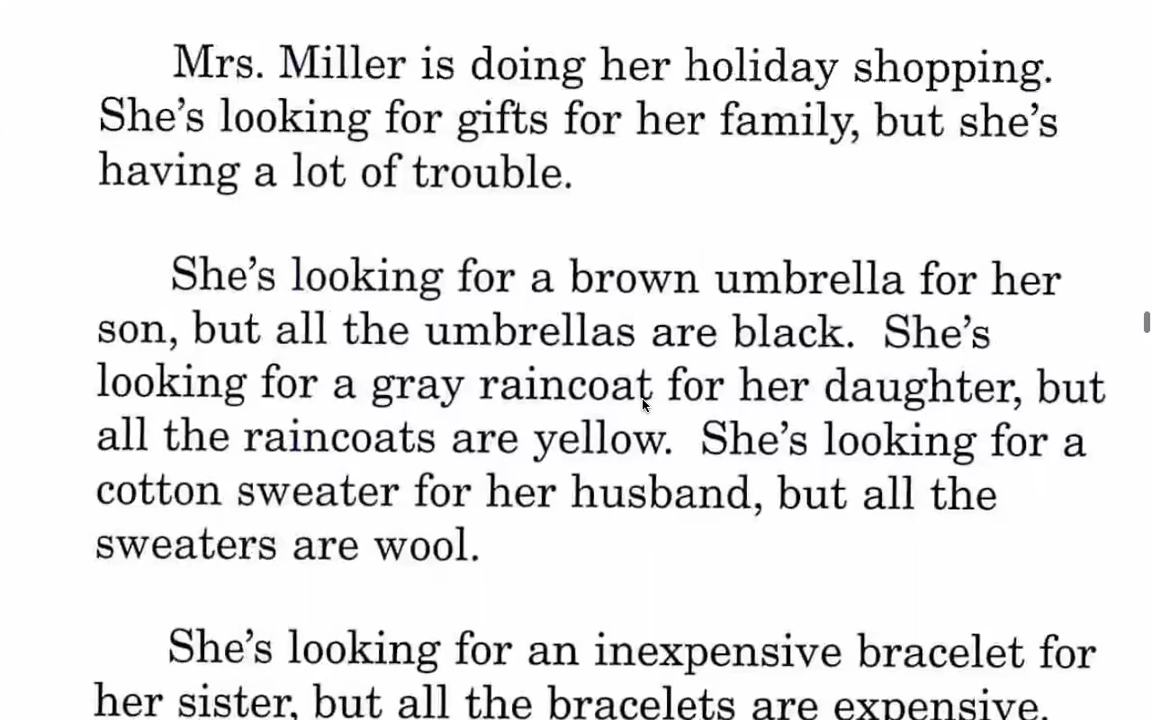 Mrs. Miller is doing her holiday shopping.
She's looking for gifts for her family, but she's
having a lot of trouble.
She's looking for a brown umbrella for her
son, but all the umbrellas are black. She's
looking for a gray raincoat for her daughter, but
all the raincoats are yellow. She's looking for a
cotton sweater for her husband, but all the
sweaters are wool.
She's looking for an inexpensive bracelet for
her sister, but all the bracelets are expensive.